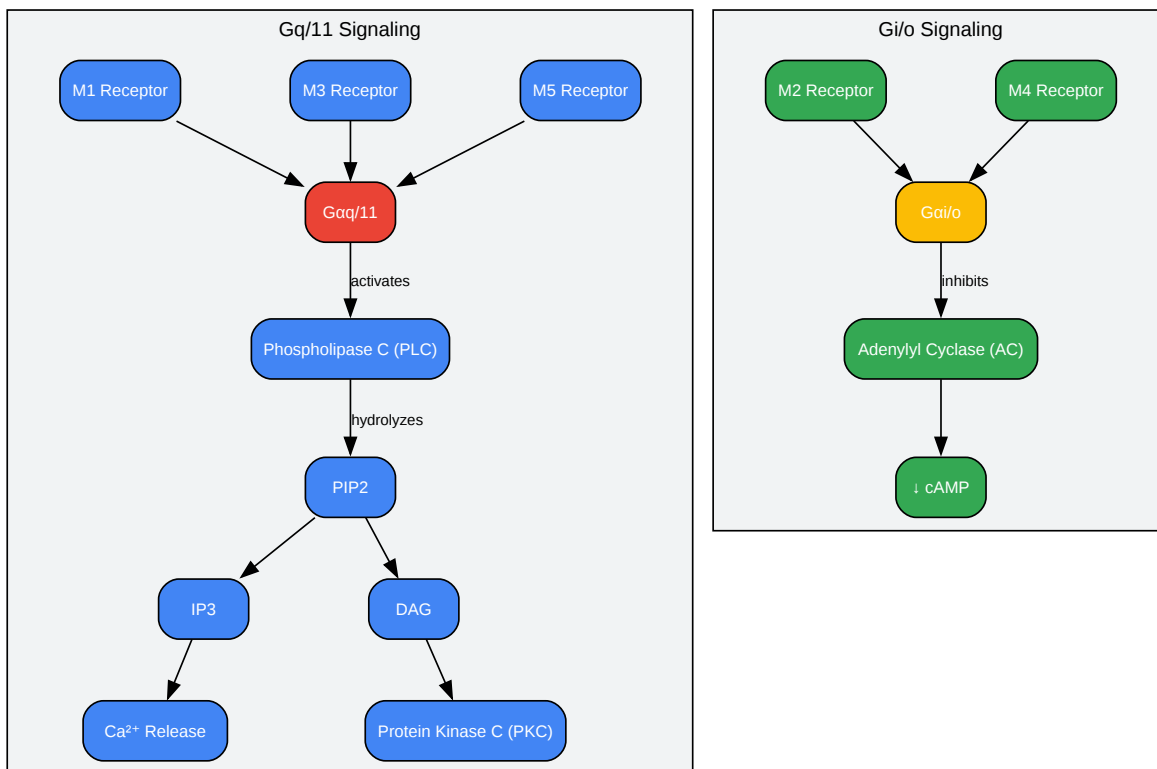 Gq/11 Signaling
M1 Receptor
M3 Receptor
M5 Receptor
Gαq/11
activates
Phospholipase C (PLC)
hydrolyzes
PIP2
IP3
DAG
Ca²⁺ Release
Protein Kinase C (PKC)
Gi/o Signaling
M2 Receptor
M4 Receptor
Gαi/o
inhibits
Adenylyl Cyclase (AC)
↓ cAMP